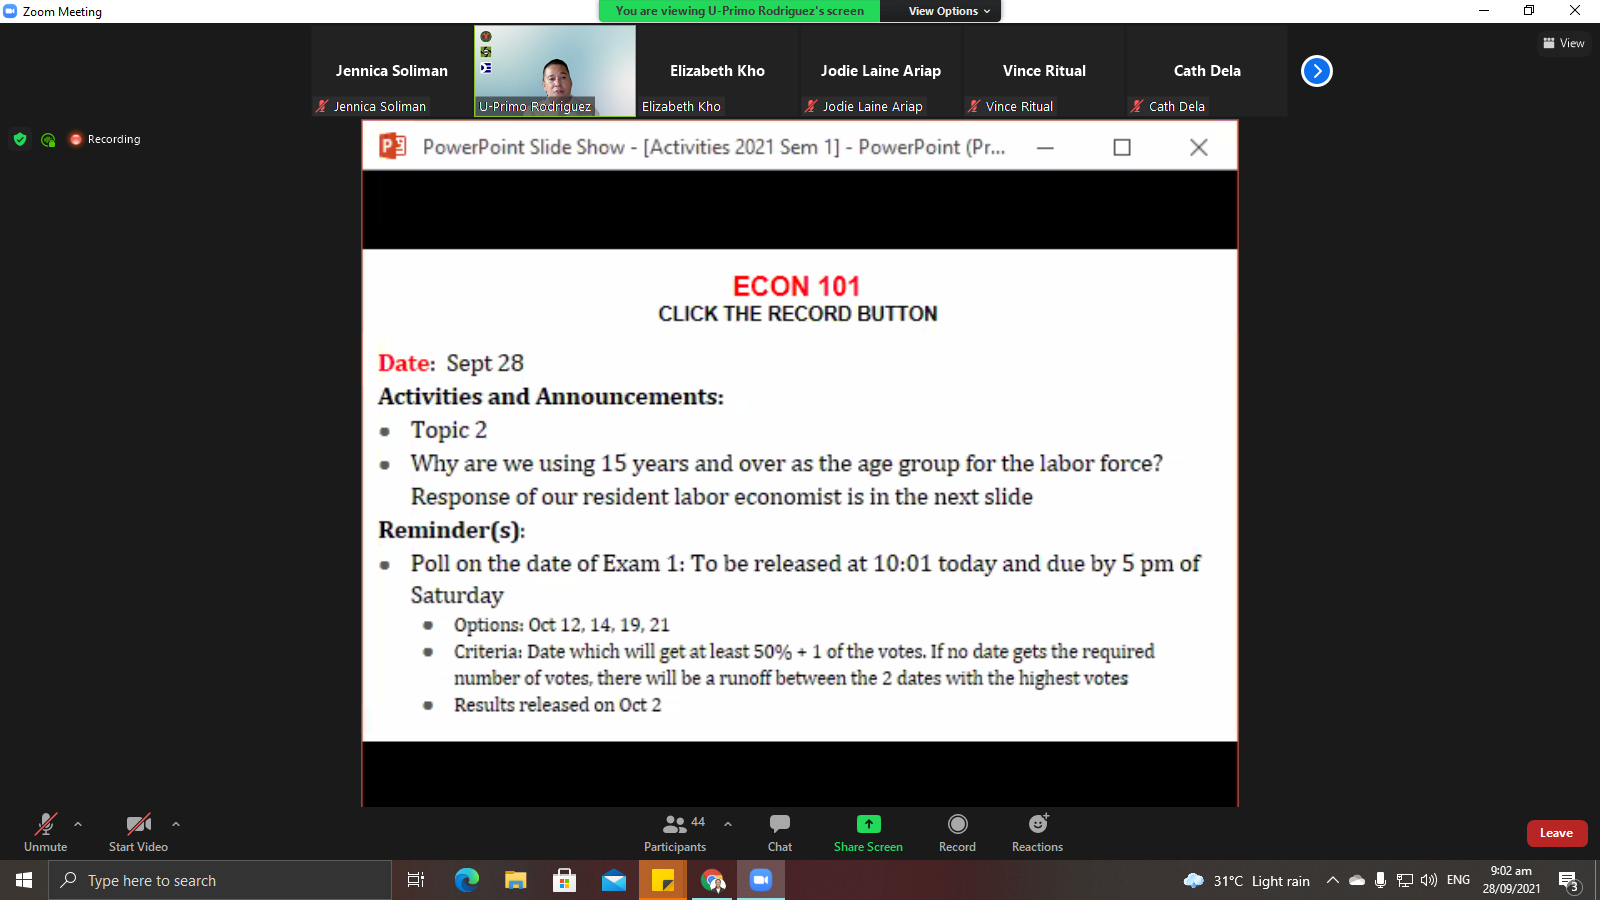 Zoom Meeting
You are viewing U-Primo Rodriguez's screen
View Options
View
Jennica Soliman
Elizabeth Kho
Jodie Laine Ariap
Vince Ritual
Cath Dela
Jennica Soliman
U-Primo Rodriguez
Elizabeth Kho
Jodie Laine Ariap
Vince Ritual
Cath Dela
Recording
PowerPoint Slide Show - [Activities 2021 Sem 1] - PowerPoint (Pr...
ECON 101
CLICK THE RECORD BUTTON
Date: Sept 28
Activities and Announcements:
Topic 2
Why are we using 15 years and over as the age group for the labor force?
Response of our resident labor economist is in the next slide
Reminder(s):
Poll on the date of Exam 1: To be released at 10:01 today and due by 5 pm of
Saturday
Options: Oct 12, 14, 19, 21
Criteria: Date which will get at least 50% + 1 of the votes. If no date gets the required
number of votes, there will be a runoff between the 2 dates with the highest votes
Results released on Oct 2
Unmute
Start Video
44
Participants
Chat
Share Screen
Record
Reactions
Leave
Type here to search
31°C Light rain
ENG
9:02 am
28/09/2021
3